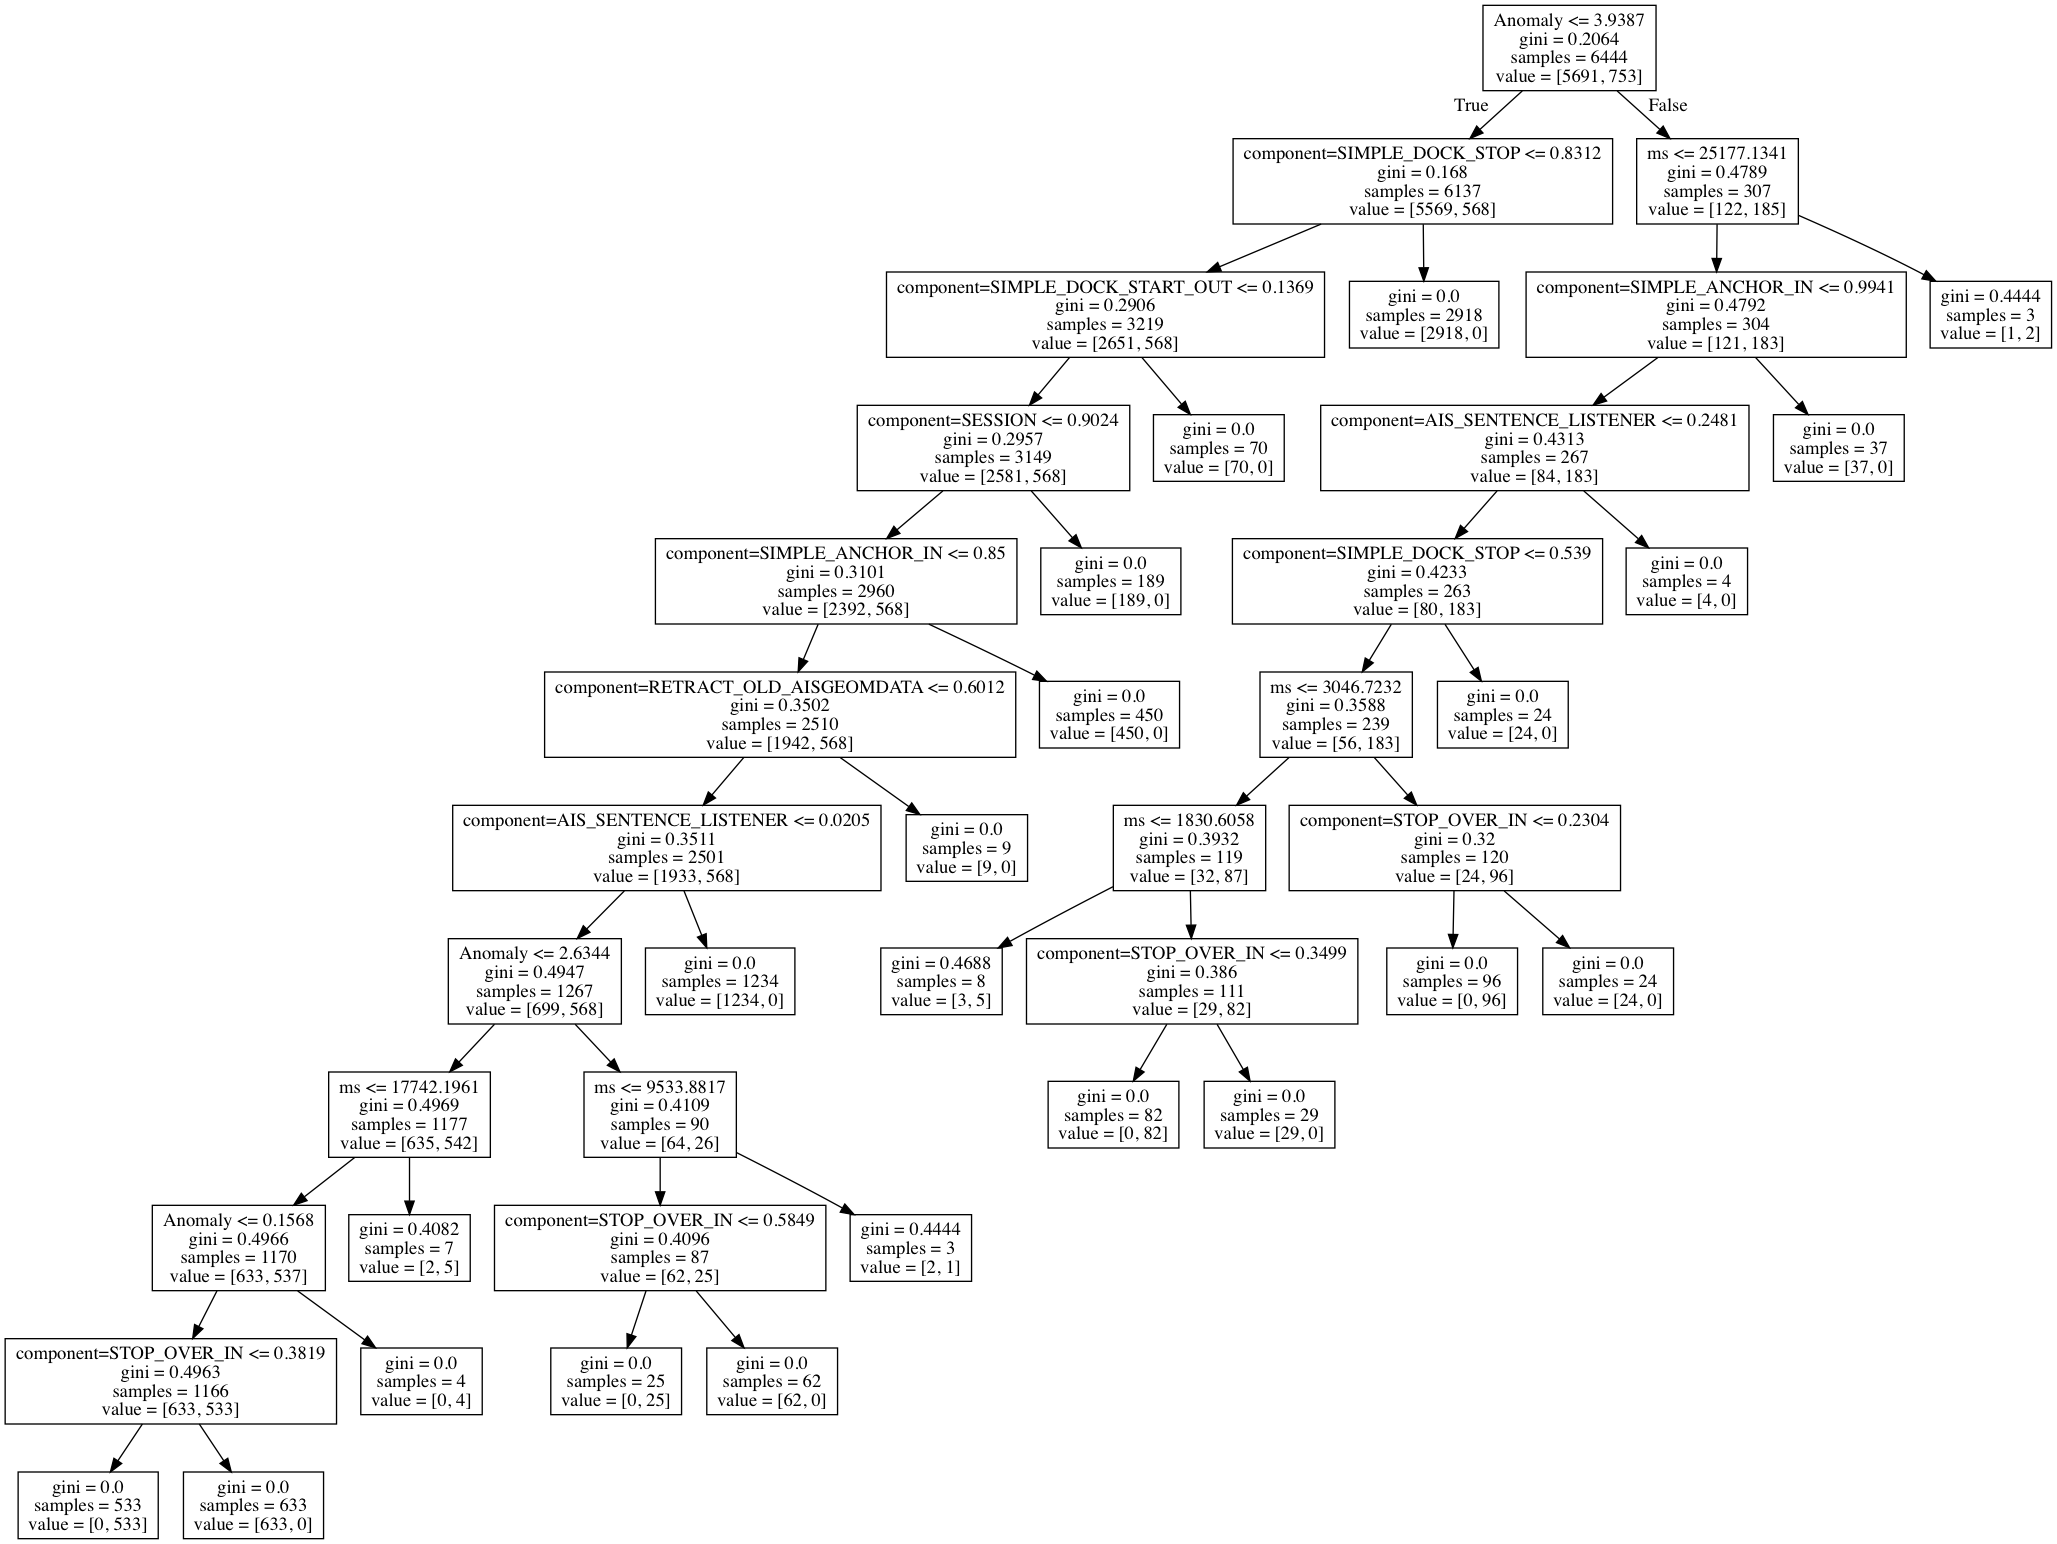 Anomaly <= 3.9387
gini = 0.2064
samples = 6444
value = [5691, 753]
True
False
component=SIMPLE_DOCK_STOP <= 0.8312
gini = 0.168
samples = 6137
value = [5569, 568]
ms <= 25177.1341
gini = 0.4789
samples = 307
value = [122, 185]
component=SIMPLE_DOCK_START_OUT <= 0.1369
gini = 0.2906
samples = 3219
value = [2651, 568]
gini = 0.0
samples = 2918
value = [2918, 0]
component=SIMPLE_ANCHOR_IN <= 0.9941
gini = 0.4792
samples = 304
value = [121, 183]
gini = 0.4444
samples = 3
value = [1, 2]
component=SESSION <= 0.9024
gini = 0.2957
samples = 3149
value = [2581, 568]
gini = 0.0
samples = 70
value = [70, 0]
component=AIS_SENTENCE_LISTENER <= 0.2481
gini = 0.4313
samples = 267
value = [84, 183]
gini = 0.0
samples = 37
value = [37, 0]
component=SIMPLE_ANCHOR_IN <= 0.85
gini = 0.3101
samples = 2960
value = [2392, 568]
gini = 0.0
samples = 189
value = [189, 0]
component=SIMPLE_DOCK_STOP <= 0.539
gini = 0.4233
samples = 263
value = [80, 183]
gini = 0.0
samples = 4
value = [4, 0]
component=RETRACT_OLD_AISGEOMDATA <= 0.6012
gini = 0.3502
samples = 2510
value = [1942, 568]
gini = 0.0
samples = 450
value = [450, 0]
ms <= 3046.7232
gini = 0.3588
samples = 239
value = [56, 183]
gini = 0.0
samples = 24
value = [24, 0]
component=AIS_SENTENCE_LISTENER <= 0.0205
gini = 0.3511
samples = 2501
value = [1933, 568]
gini = 0.0
samples = 9
value = [9, 0]
ms <= 1830.6058
gini = 0.3932
samples = 119
value = [32, 87]
component=STOP_OVER_IN <= 0.2304
gini = 0.32
samples = 120
value = [24, 96]
Anomaly <= 2.6344
gini = 0.4947
samples = 1267
value = [699, 568]
gini = 0.0
samples = 1234
value = [1234, 0]
gini = 0.4688
samples = 8
value = [3, 5]
component=STOP_OVER_IN <= 0.3499
gini = 0.386
samples = 111
value = [29, 82]
gini = 0.0
samples = 96
value = [0, 96]
gini = 0.0
samples = 24
value = [24, 0]
ms <= 17742.1961
gini = 0.4969
samples = 1177
value = [635, 542]
ms <= 9533.8817
gini = 0.4109
samples = 90
value = [64, 26]
gini = 0.0
samples = 82
value = [0, 82]
gini = 0.0
samples = 29
value = [29, 0]
Anomaly <= 0.1568
gini = 0.4966
samples = 1170
value = [633, 537]
gini = 0.4082
samples = 7
value = [2, 5]
component=STOP_OVER_IN <= 0.5849
gini = 0.4096
samples = 87
value = [62, 25]
gini = 0.4444
samples = 3
value = [2, 1]
component=STOP_OVER_IN <= 0.3819
gini = 0.4963
samples = 1166
value = [633, 533]
gini = 0.0
samples = 4
value = [0, 4]
gini = 0.0
samples = 25
value = [0, 25]
gini = 0.0
samples = 62
value = [62, 0]
gini = 0.0
samples = 533
value = [0, 533]
gini = 0.0
samples = 633
value = [633, 0]